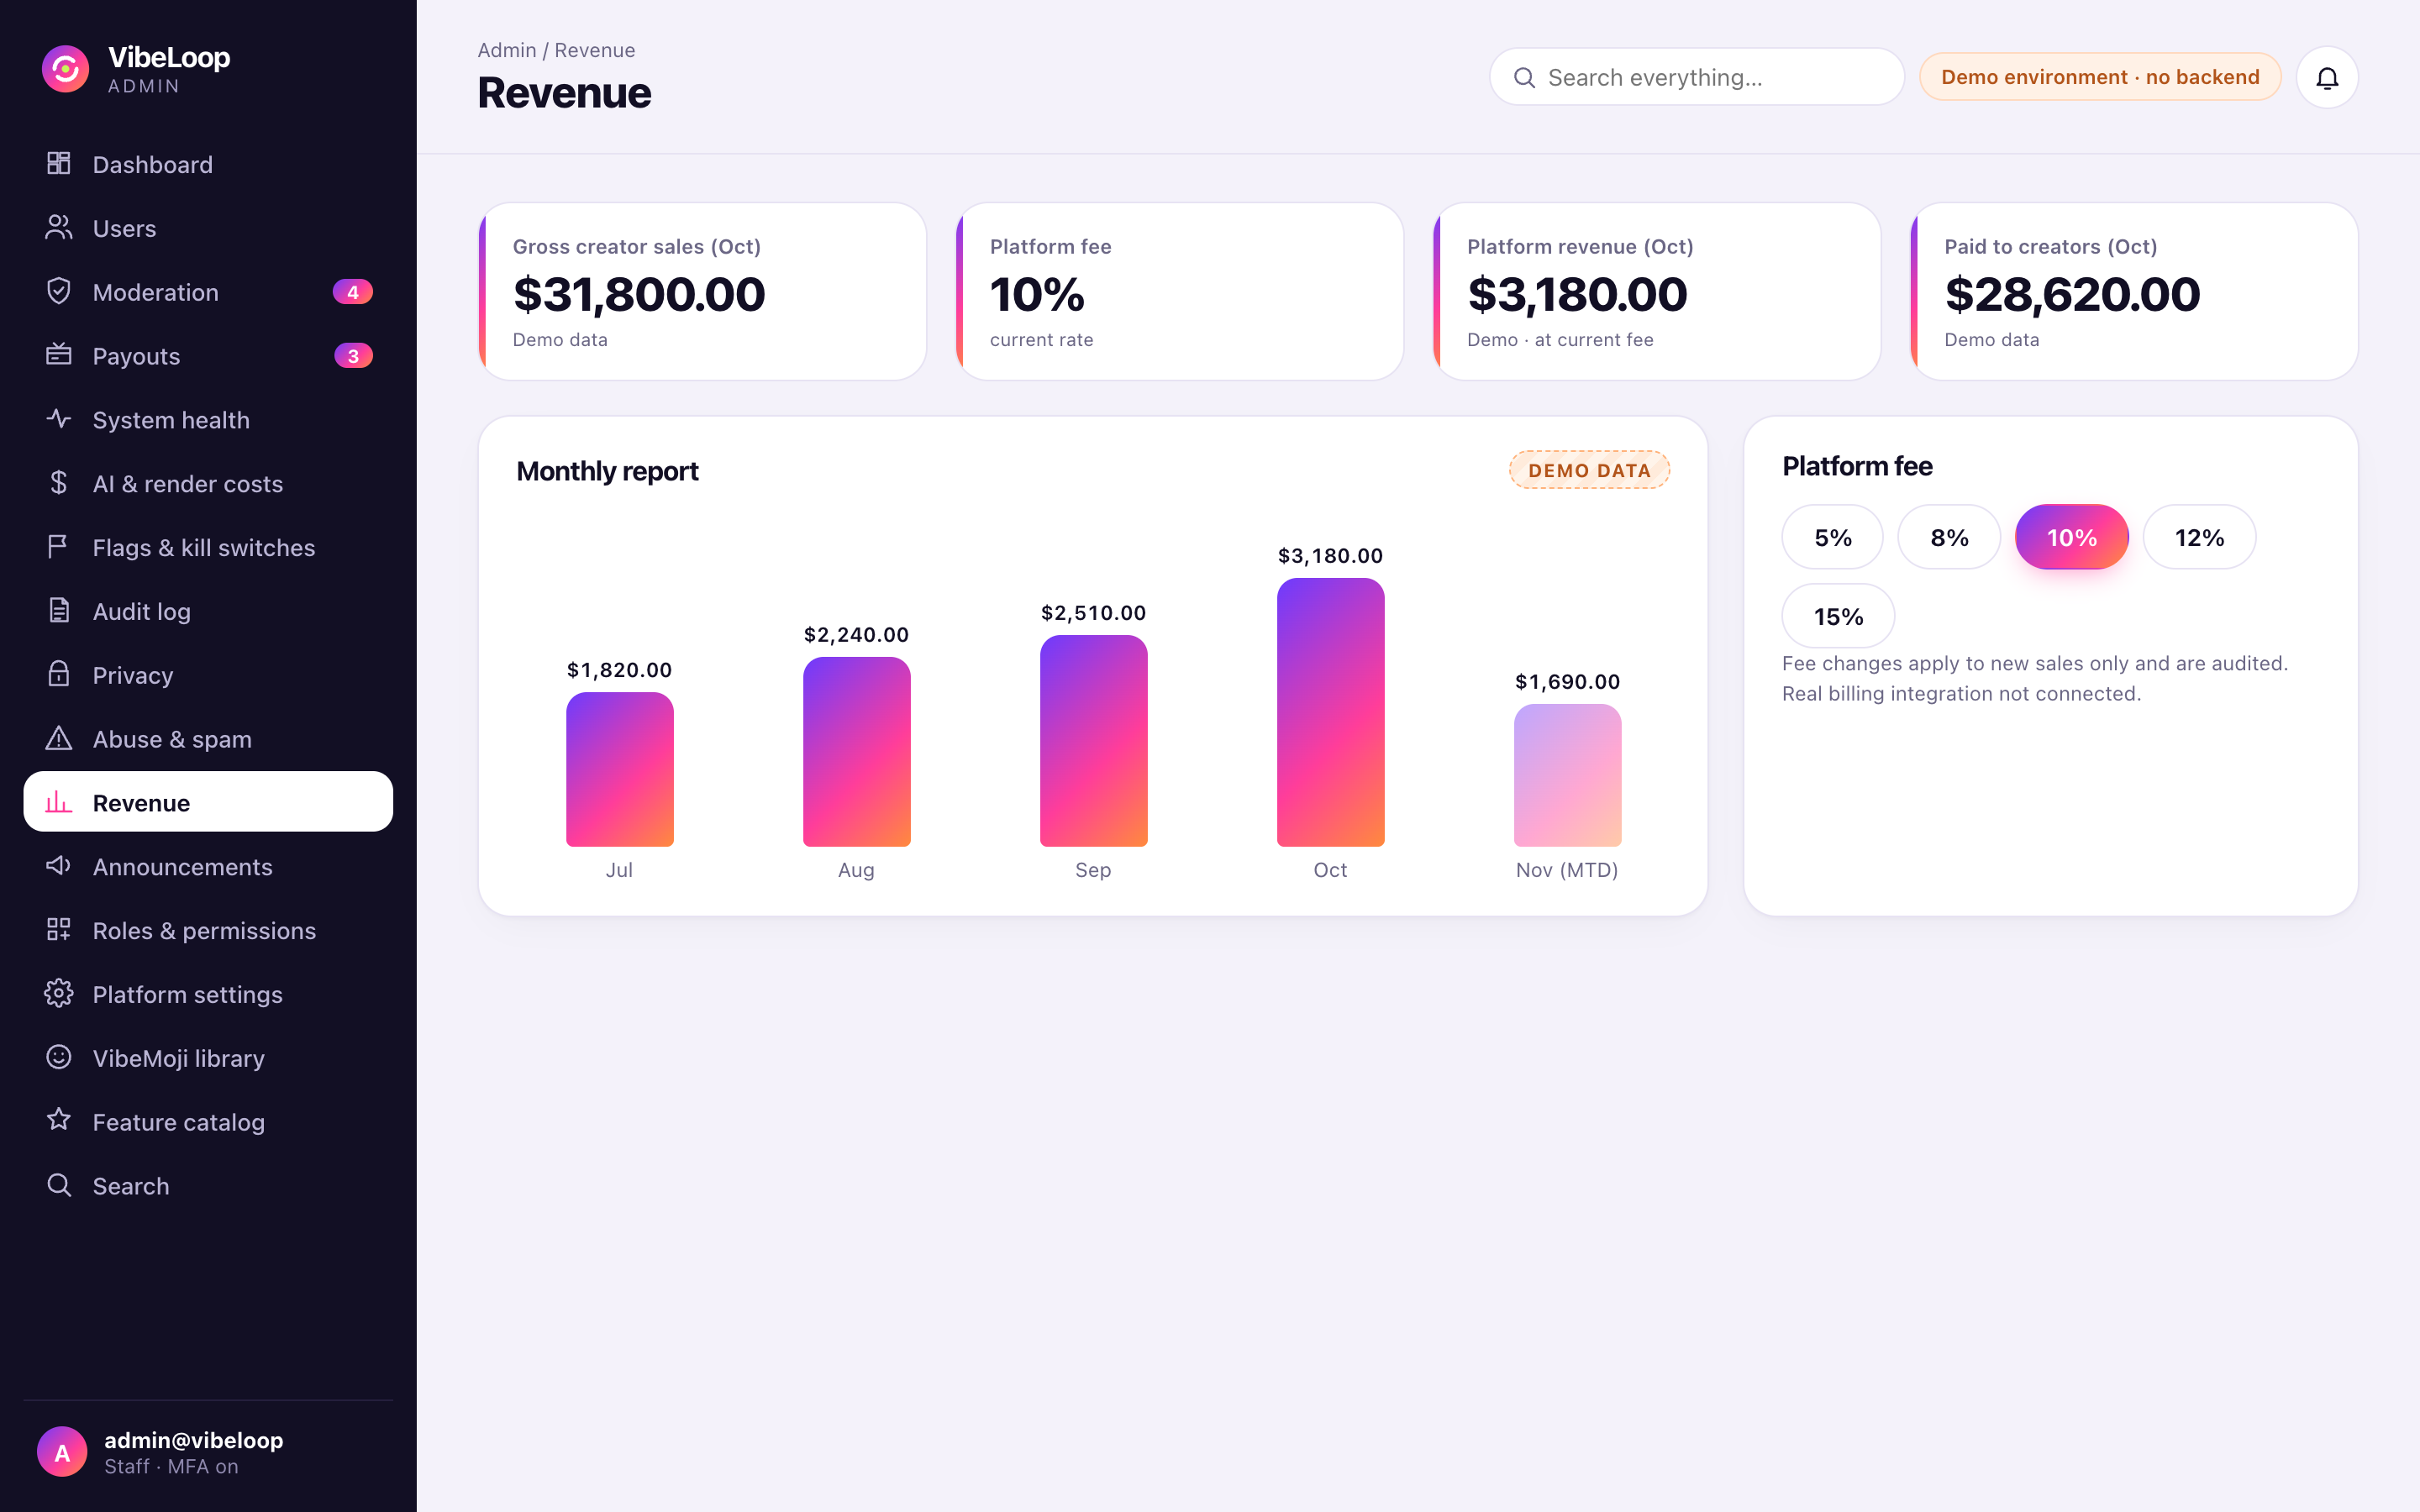 VibeLoop
ADMIN
Dashboard
Users
Moderation 4
Payouts 3
System health
AI & render costs
Flags & kill switches
Audit log
Privacy
Abuse & spam
Revenue
Announcements
Roles & permissions
Platform settings
VibeMoji library
Feature catalog
Search
A
admin@vibeloop
Staff · MFA on
Admin / Revenue
Revenue
Search everything...
Demo environment · no backend
Gross creator sales (Oct)
$31,800.00
Demo data
Platform fee
10%
current rate
Platform revenue (Oct)
$3,180.00
Demo · at current fee
Paid to creators (Oct)
$28,620.00
Demo data
Monthly report
DEMO DATA
$1,820.00
$2,240.00
$2,510.00
$3,180.00
$1,690.00
Jul
Aug
Sep
Oct
Nov (MTD)
Platform fee
5%
8%
10%
12%
15%
Fee changes apply to new sales only and are audited.
Real billing integration not connected.